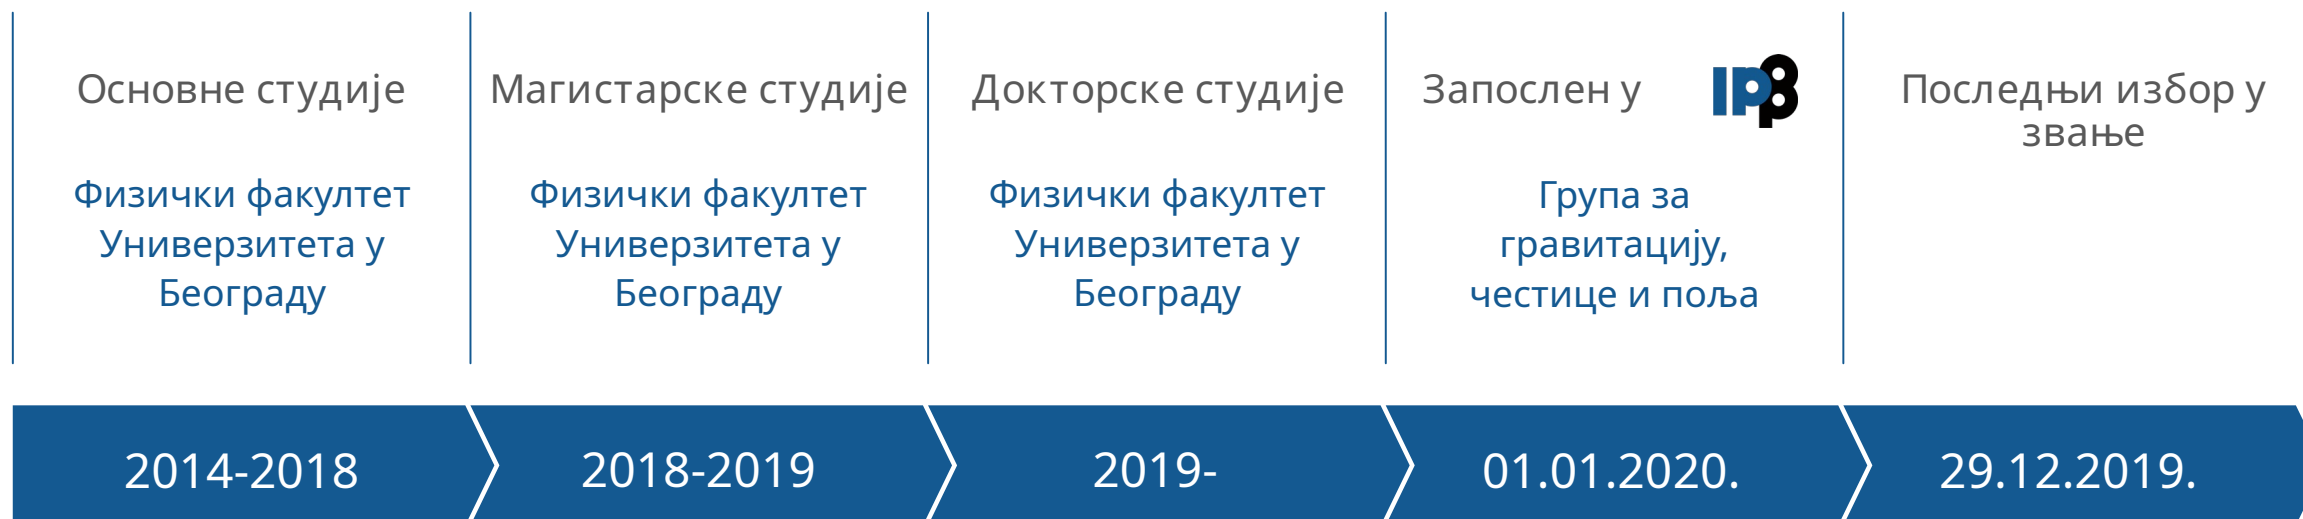 Основне студије
Физички факултет
Универзитета у
Београду
2014-2018
Магистарске студије
Физички факултет
Универзитета у
Београду
2018-2019
Докторске студије
Физички факултет
Универзитета у
Београду
2019-
Запослен у IPB
Група за
гравитацију,
честице и поља
01.01.2020.
Последњи избор у
звање
29.12.2019.